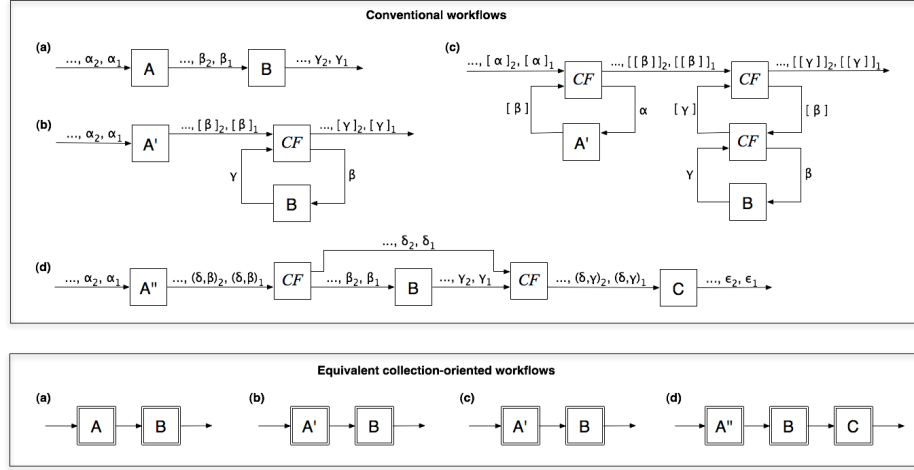 Conventional workflows
(a)
..., α₂, α₁
A
..., β₂, β₁
B
..., γ₂, γ₁
(b)
..., α₂, α₁
A'
..., [ β ]₂, [ β ]₁
CF
..., [ γ ]₂, [ γ ]₁
γ
β
B
(c)
..., [ α ]₂, [ α ]₁
CF
..., [[ β ]]₂, [[ β ]]₁
CF
..., [[ γ ]]₂, [[ γ ]]₁
[ β ]
α
[ γ ]
[ β ]
A'
CF
γ
β
B
..., δ₂, δ₁
(d)
..., α₂, α₁
A"
..., (δ,β)₂, (δ,β)₁
CF
..., β₂, β₁
B
..., γ₂, γ₁
CF
..., (δ,γ)₂, (δ,γ)₁
C
..., ϵ₂, ϵ₁
Equivalent collection-oriented workflows
(a)
A
B
(b)
A'
B
(c)
A'
B
(d)
A"
B
C